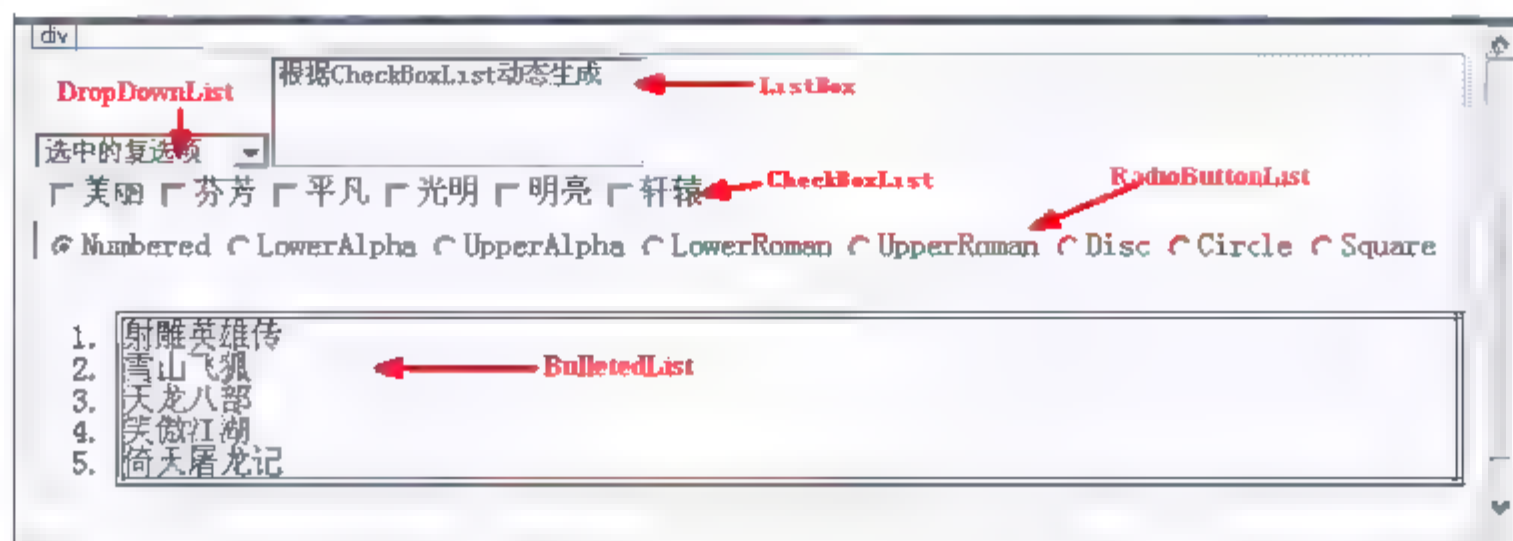 div
根据CheckBoxList动态生成
DropDownList
ListBox
选中的复选项
美丽 芬芳 平凡 光明 明亮 轩辕
CheckBoxList
RadioButtonList
Numbered LowerAlpha UpperAlpha LowerRoman UpperRoman Disc Circle Square
1. 射雕英雄传
2. 雪山飞狐
3. 天龙八部
4. 笑傲江湖
5. 倚天屠龙记
BulletedList